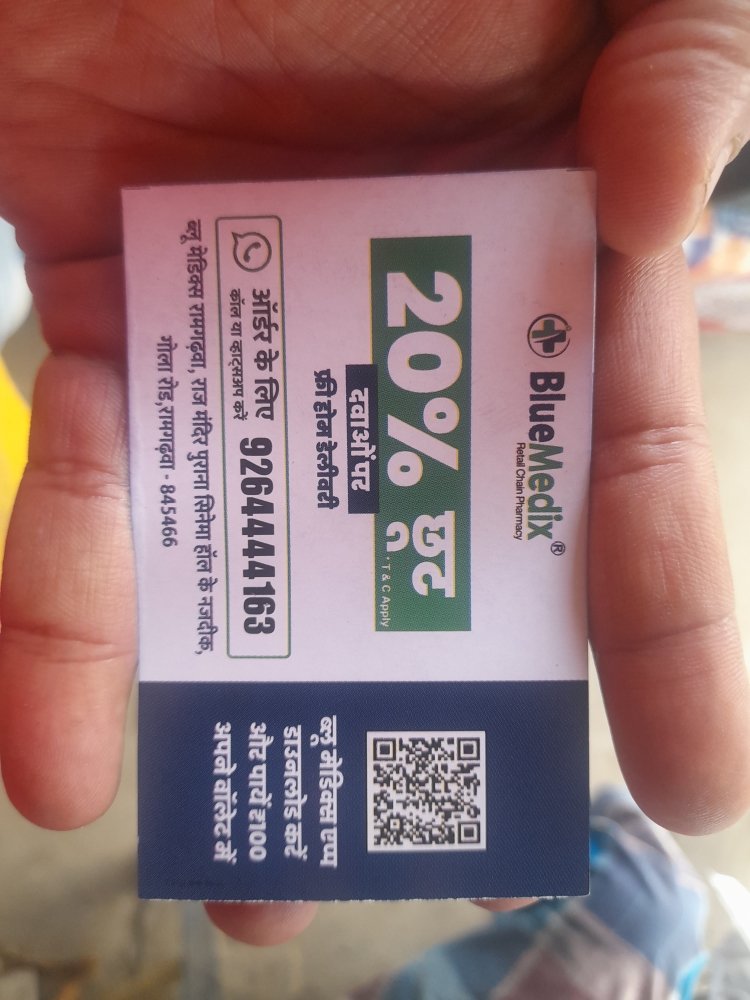 BlueMedix®
Retail Chain Pharmacy
20% छूट
*T & C Apply
दवाओं पर
फ्री होम डेलीवरी
ऑर्डर के लिए
कॉल या व्हाट्सअप करें
9264444163
ब्लू मेडिक्स रामगढ़वा, राज मंदिर पुराना सिनेमा हॉल के नजदीक,
गोला रोड,रामगढ़वा - 845466
ब्लू मेडिक्स एप्प
डाउनलोड करें
और पायें ₹100
अपने वॉलेट में